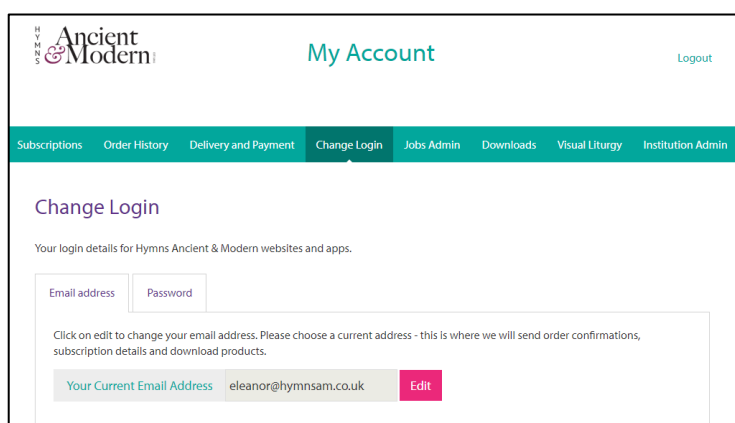 HYMNS
Ancient
&Modern
My Account
Logout
Subscriptions Order History Delivery and Payment Change Login Jobs Admin Downloads Visual Liturgy Institution Admin
Change Login
Your login details for Hymns Ancient & Modern websites and apps.
Email address Password
Click on edit to change your email address. Please choose a current address - this is where we will send order confirmations,
subscription details and download products.
Your Current Email Address eleanor@hymnsam.co.uk Edit